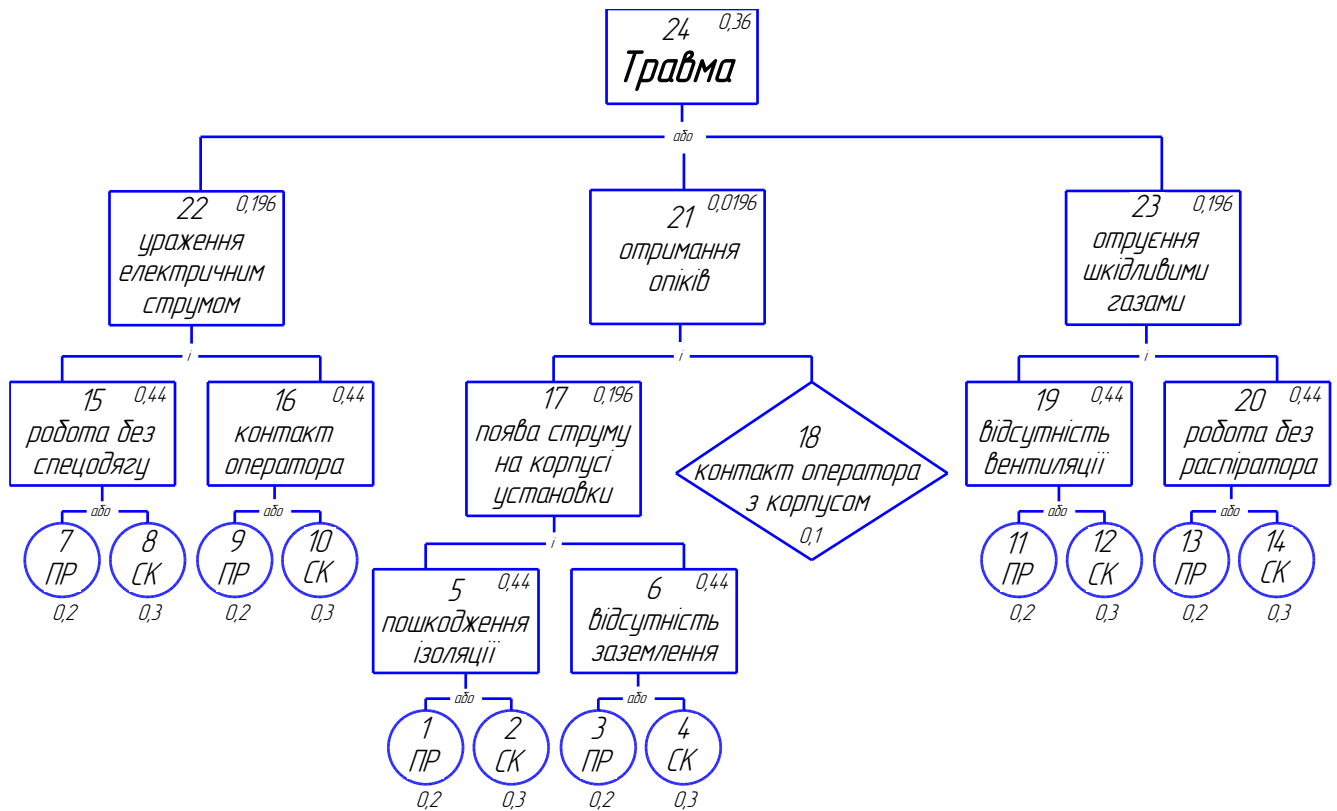 24 0,36
Травма
або
22 0,196
ураження
електричним
струмом
21 0,0196
отримання
опіків
23 0,196
отруєння
шкідливими
газами
і
і
і
15 0,44
робота без
спецодягу
16 0,44
контакт
оператора
17 0,196
поява струму
на корпусі
установки
18
контакт оператора
з корпусом
0,1
19 0,44
відсутність
вентиляції
20 0,44
робота без
распіратора
або
або
або
або
7
ПР
0,2
8
СК
0,3
9
ПР
0,2
10
СК
0,3
11
ПР
0,2
12
СК
0,3
13
ПР
0,2
14
СК
0,3
і
5 0,44
пошкодження
ізоляції
6 0,44
відсутність
заземлення
або
або
1
ПР
0,2
2
СК
0,3
3
ПР
0,2
4
СК
0,3